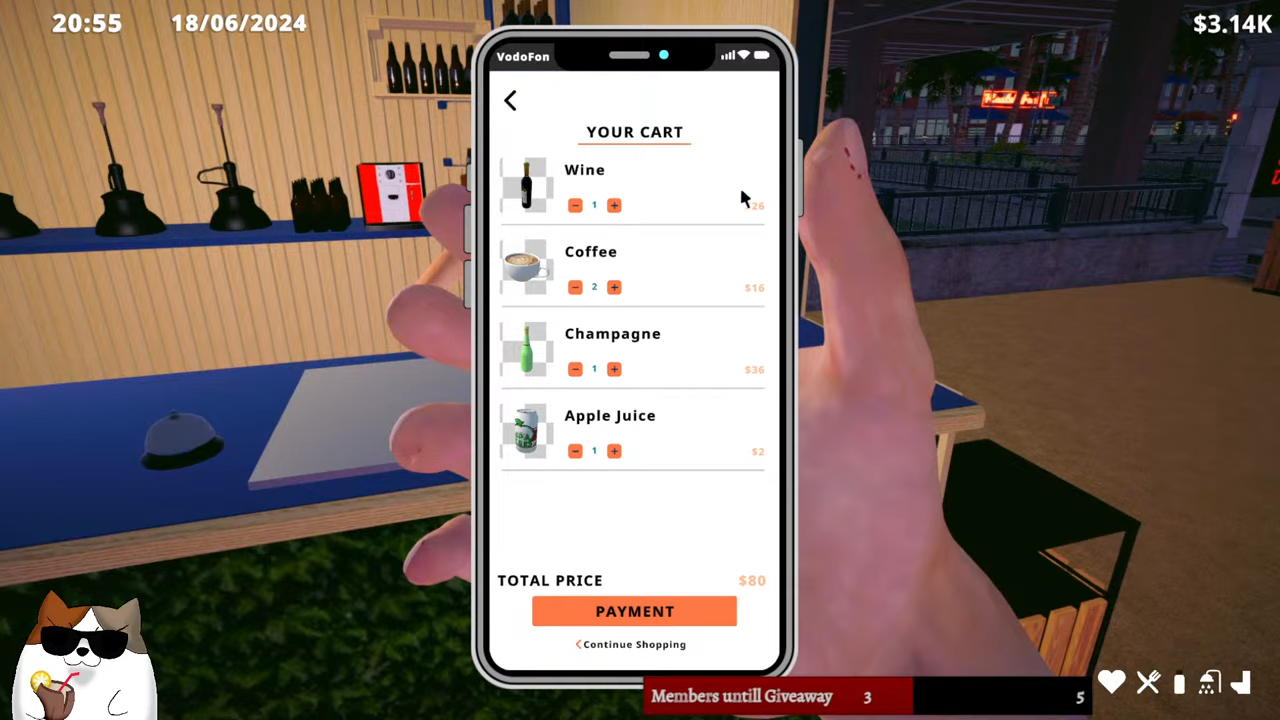 20:55 18/06/2024
$3.14K
VodoFon
YOUR CART
Wine
− 1 +
$26
Coffee
− 2 +
$16
Champagne
− 1 +
$36
Apple Juice
− 1 +
$2
TOTAL PRICE $80
PAYMENT
Continue Shopping
Members untill Giveaway 3 5